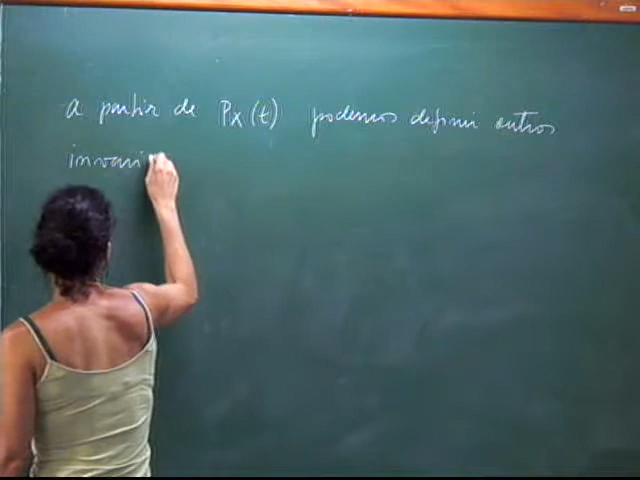 a partir de Px(t) podemos definir outros
invari